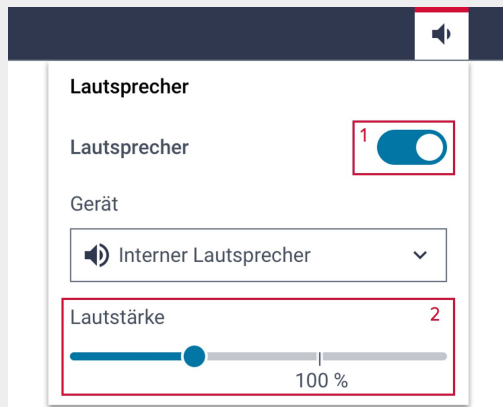 Lautsprecher
Lautsprecher 1
Gerät
Interner Lautsprecher
Lautstärke 2
100 %